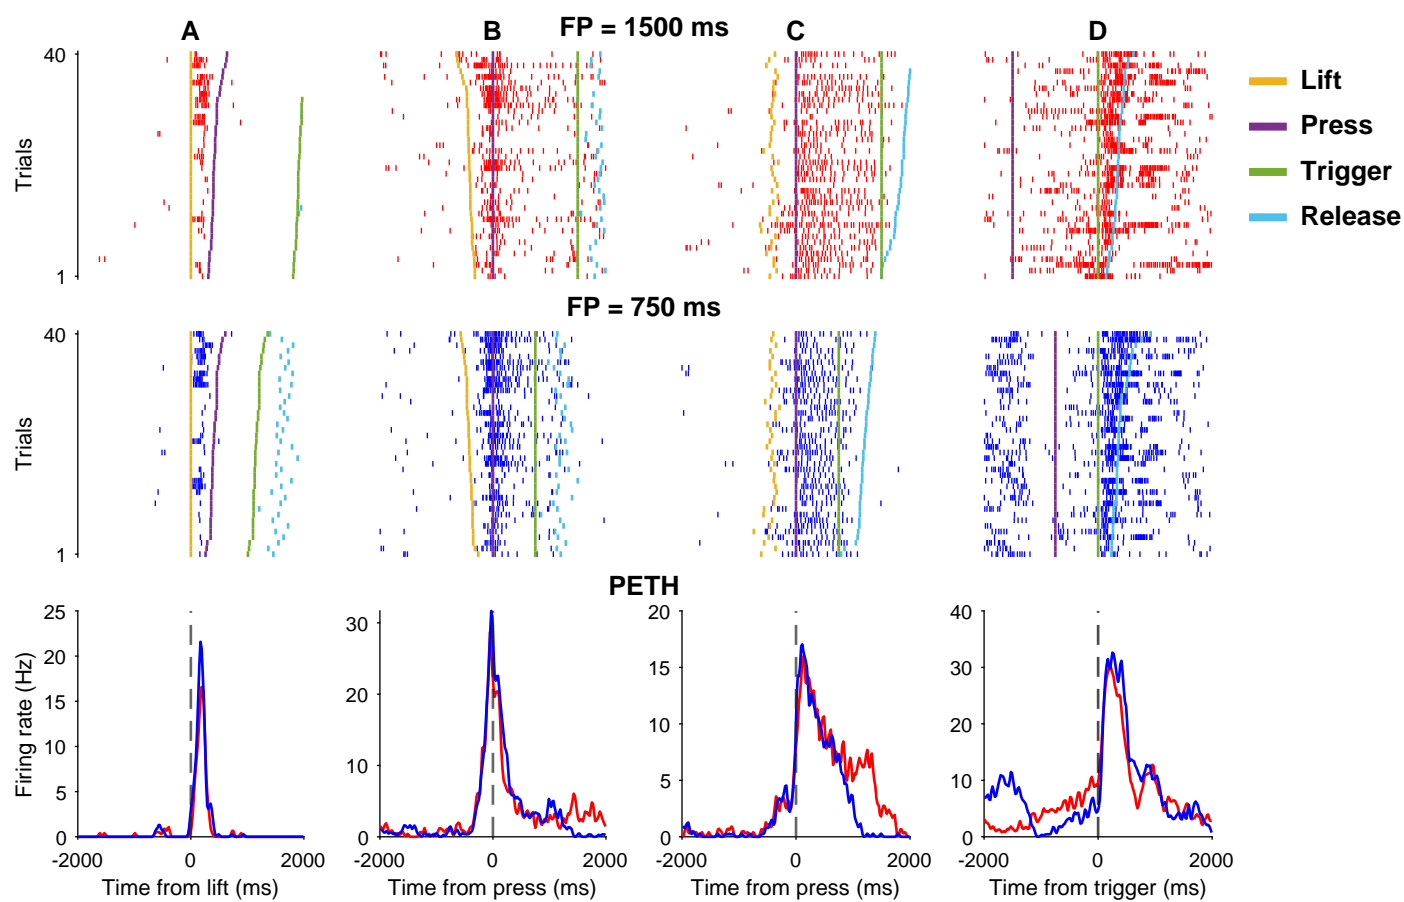 A
B
FP = 1500 ms
C
D
40
Trials
1
Lift
Press
Trigger
Release
FP = 750 ms
40
Trials
1
PETH
25
20
15
10
5
0
Firing rate (Hz)
-2000
0
2000
Time from lift (ms)
30
20
10
0
-2000
0
2000
Time from press (ms)
20
15
10
5
0
-2000
0
2000
Time from press (ms)
40
30
20
10
0
-2000
0
2000
Time from trigger (ms)